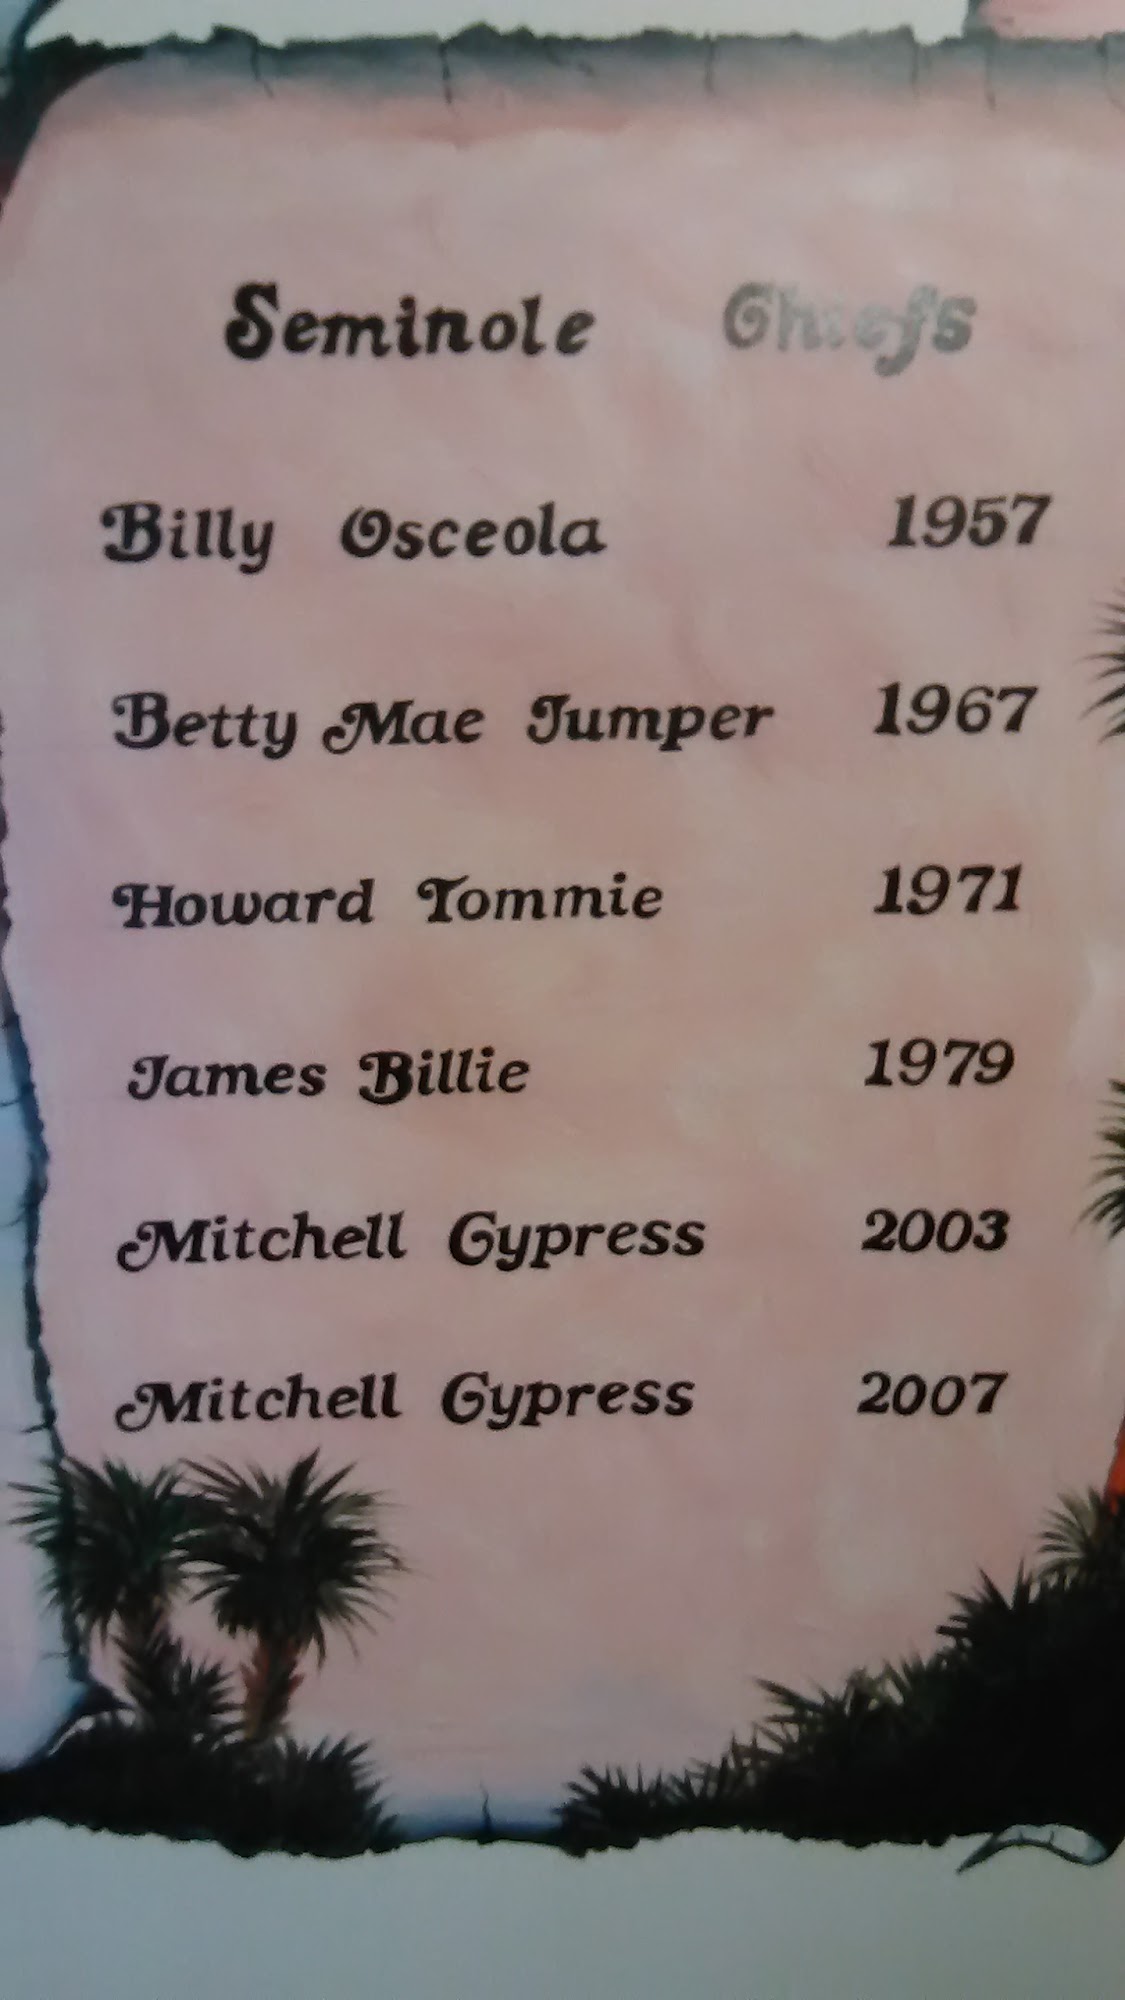 Seminole Chiefs
Billy Osceola 1957
Betty Mae Jumper 1967
Howard Tommie 1971
James Billie 1979
Mitchell Cypress 2003
Mitchell Cypress 2007